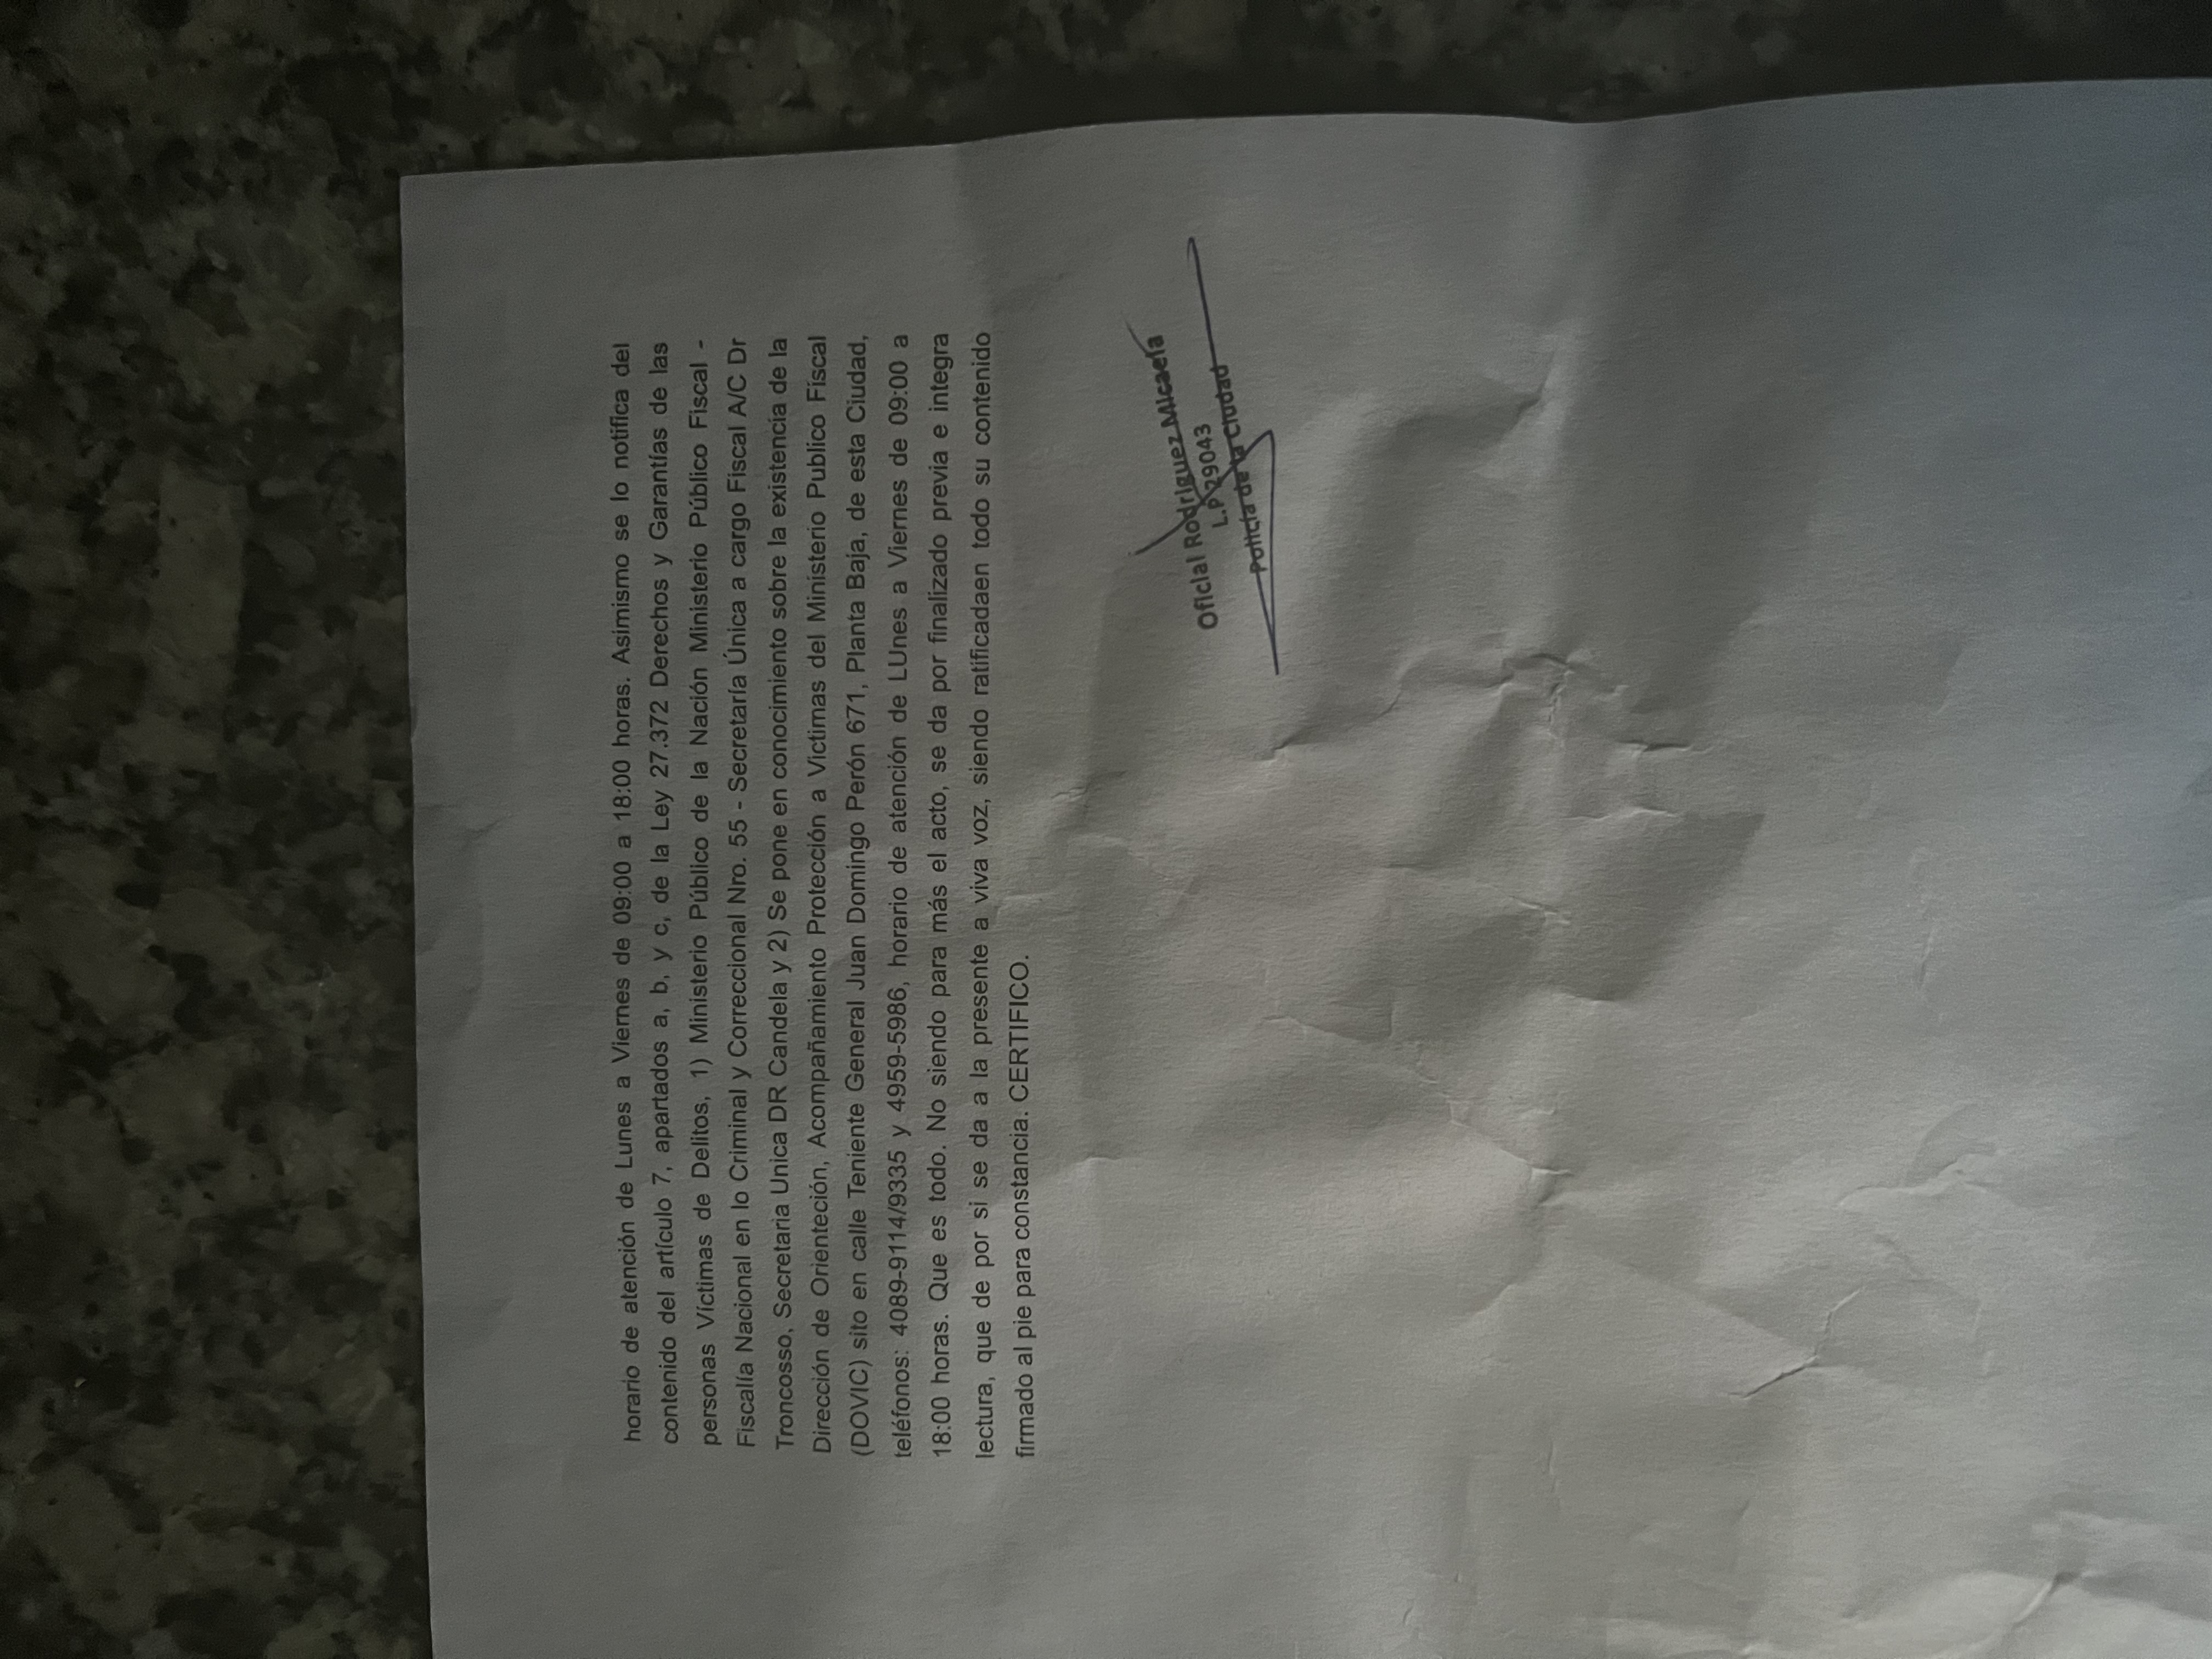 horario de atención de Lunes a Viernes de 09:00 a 18:00 horas. Asimismo se lo notifica del
contenido del artículo 7, apartados a, b, y c, de la Ley 27.372 Derechos y Garantías de las
personas Víctimas de Delitos, 1) Ministerio Público de la Nación Ministerio Público Fiscal -
Fiscalía Nacional en lo Criminal y Correccional Nro. 55 - Secretaría Única a cargo Fiscal A/C Dr
Troncosso, Secretaria Unica DR Candela y 2) Se pone en conocimiento sobre la existencia de la
Dirección de Orienteción, Acompañamiento Protección a Victimas del Ministerio Publico Fiscal
(DOVIC) sito en calle Teniente General Juan Domingo Perón 671, Planta Baja, de esta Ciudad,
teléfonos: 4089-9114/9335 y 4959-5986, horario de atención de LUnes a Viernes de 09:00 a
18:00 horas. Que es todo. No siendo para más el acto, se da por finalizado previa e integra
lectura, que de por si se da a la presente a viva voz, siendo ratificadaen todo su contenido
firmado al pie para constancia. CERTIFICO.
Oficial Rodriguez Micaela
L.P 29043
Policía de la Ciudad